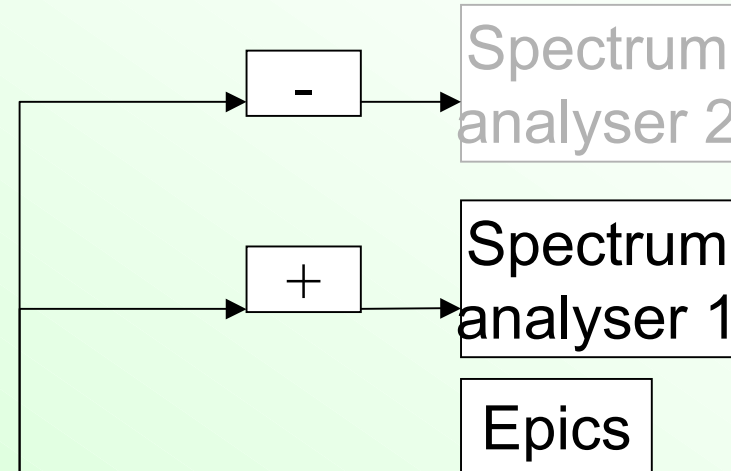 -
Spectrum
analyser 2
+
Spectrum
analyser 1
Epics